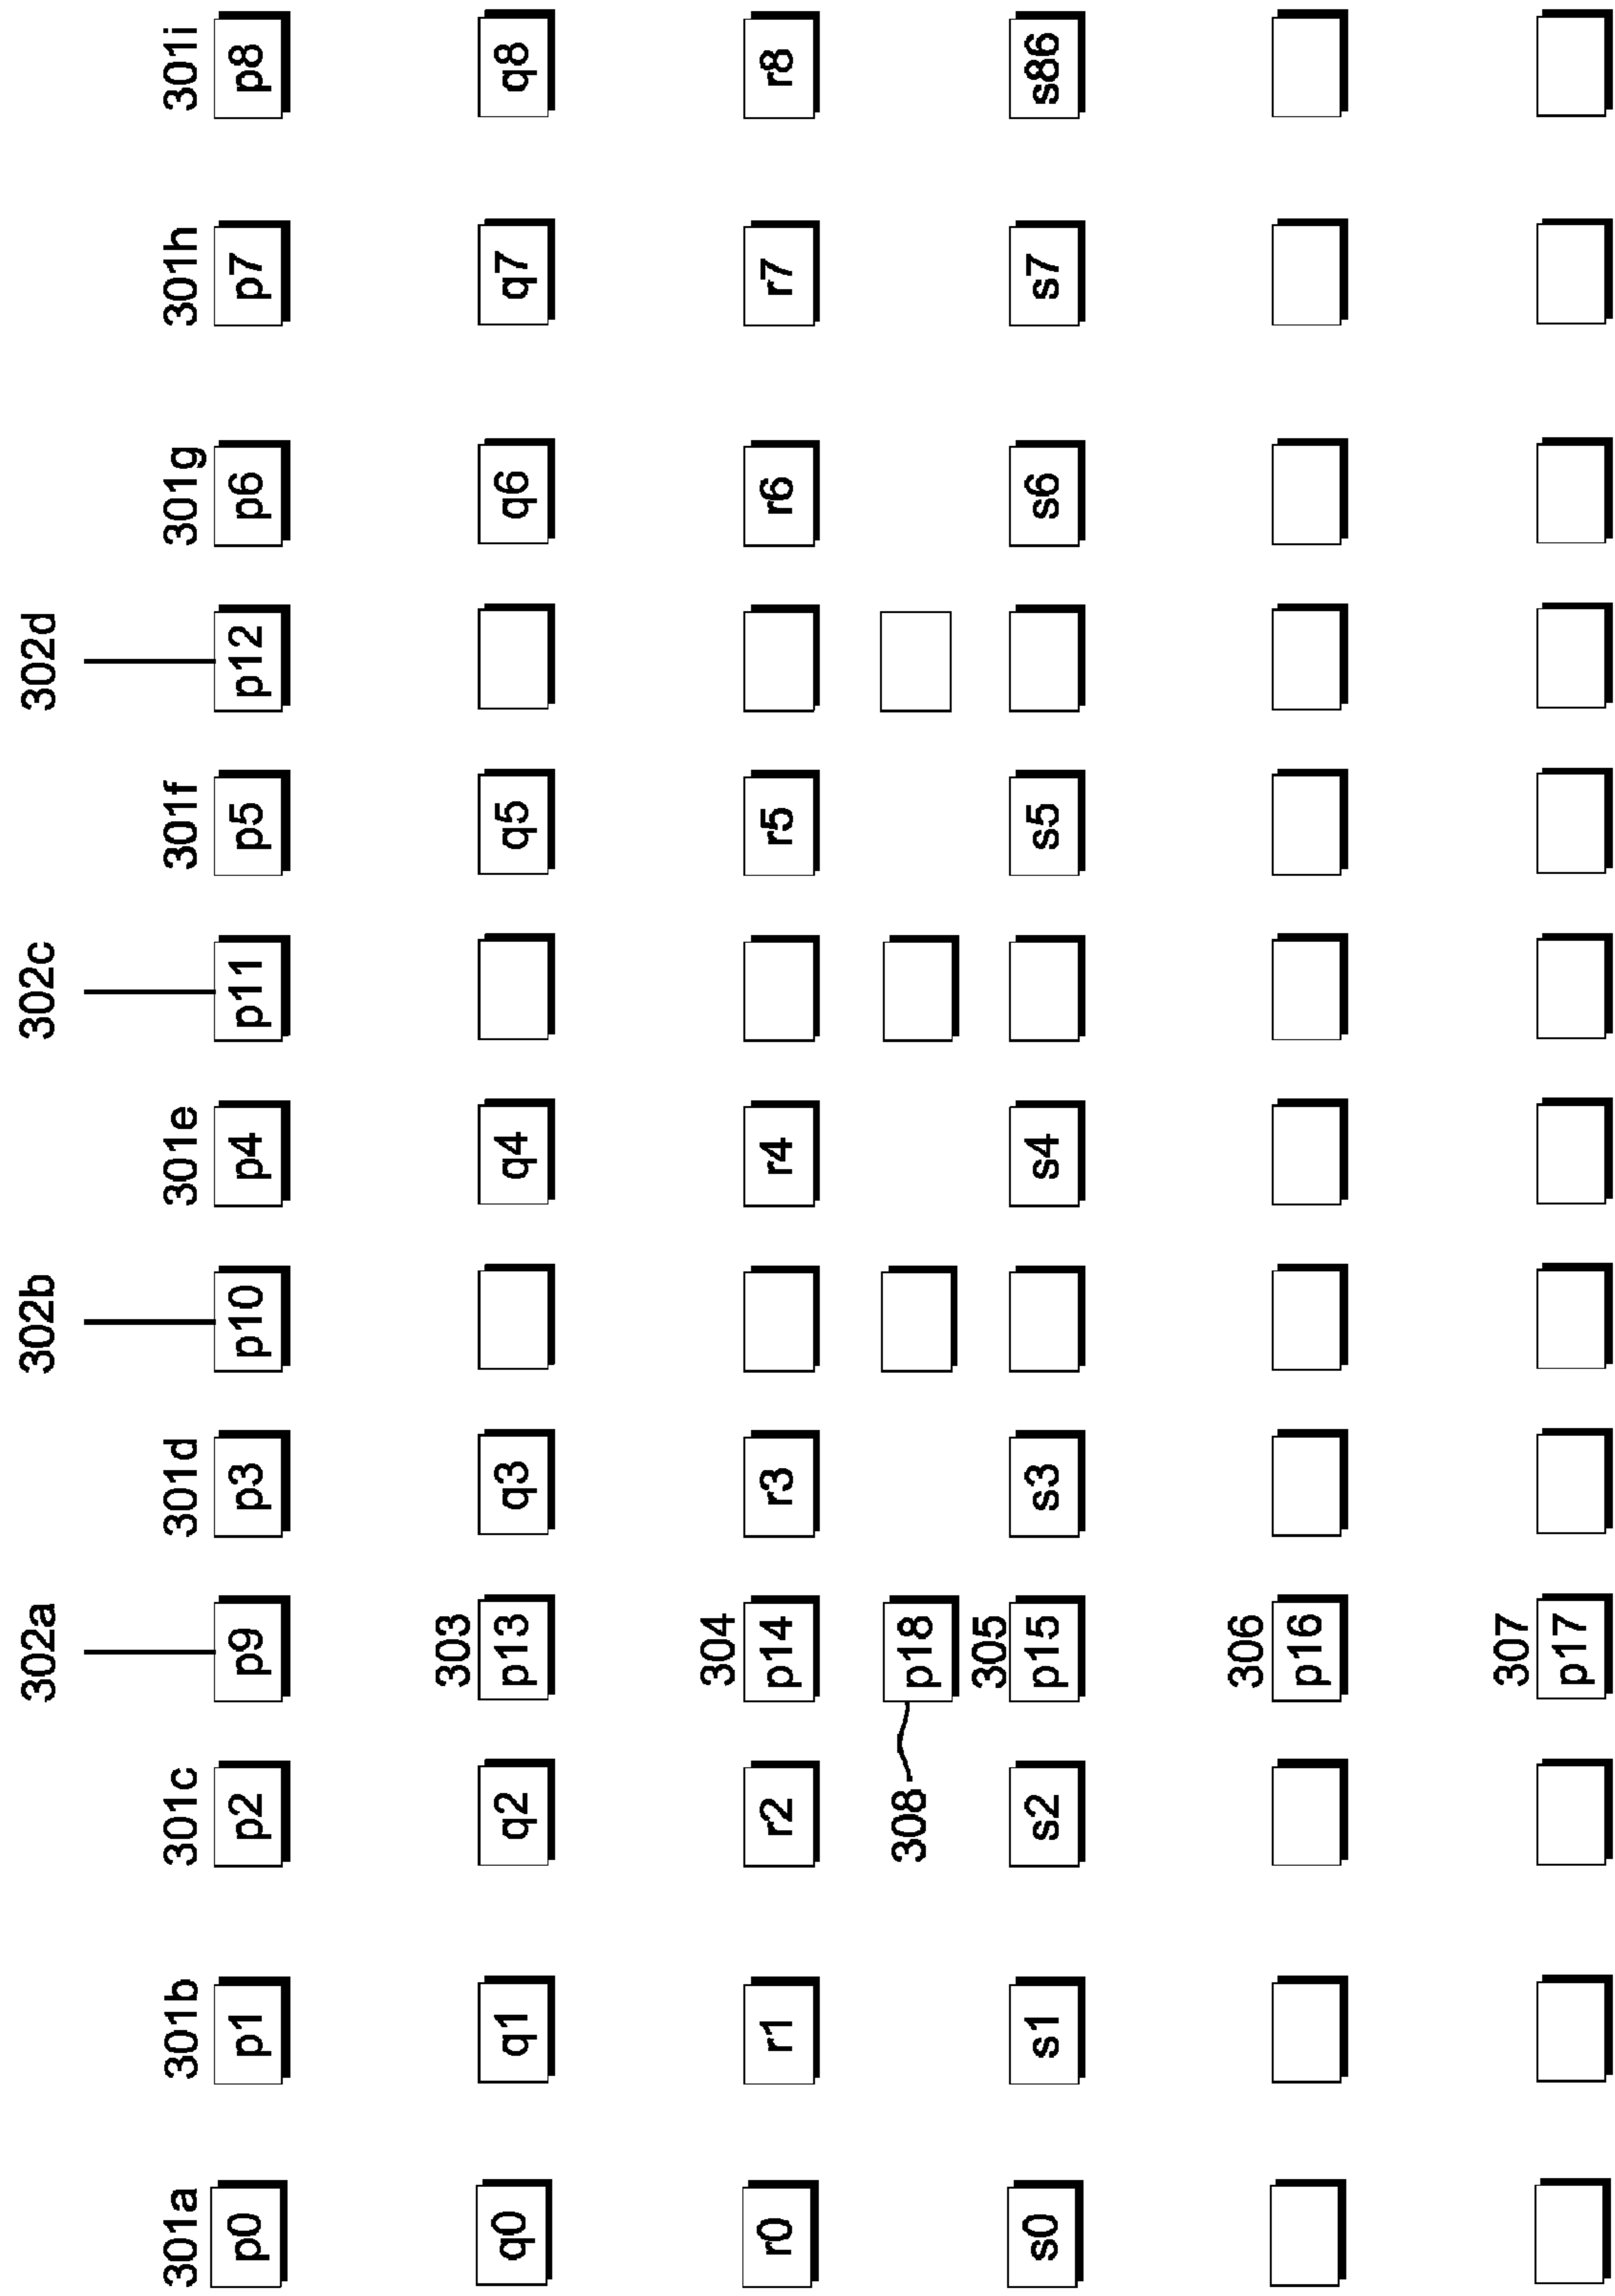 302a 302b 302c 302d
301a 301b 301c 301d 301e 301f 301g 301h 301i
p0 p1 p2 p9 p3 p10 p4 p11 p5 p12 p6 p7 p8
303
q0 q1 q2 p13 q3 q4 q5 q6 q7 q8
304
r0 r1 r2 p14 r3 r4 r5 r6 r7 r8
308 p18
305
s0 s1 s2 p15 s3 s4 s5 s6 s7 s86
306
p16
307
p17